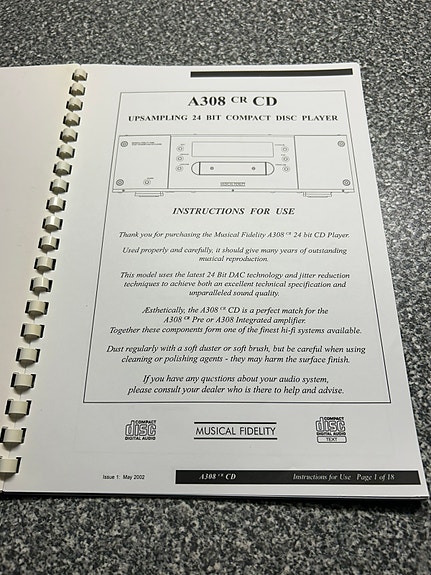 A308 CR CD
UPSAMPLING 24 BIT COMPACT DISC PLAYER
INSTRUCTIONS FOR USE
Thank you for purchasing the Musical Fidelity A308 CR 24 bit CD Player.
Used properly and carefully, it should give many years of outstanding
musical reproduction.
This model uses the latest 24 Bit DAC technology and jitter reduction
techniques to achieve both an excellent technical specification and
unparalleled sound quality.
Æsthetically, the A308 CR CD is a perfect match for the
A308 CR Pre or A308 Integrated amplifier.
Together these components form one of the finest hi-fi systems available.
Dust regularly with a soft duster or soft brush, but be careful when using
cleaning or polishing agents - they may harm the surface finish.
If you have any qustions about your audio system,
please consult your dealer who is there to help and advise.
COMPACT
disc
DIGITAL AUDIO
MUSICAL FIDELITY
COMPACT
disc
DIGITAL AUDIO
TEXT
Issue 1: May 2002
A308 CR CD
Instructions for Use Page 1 of 18